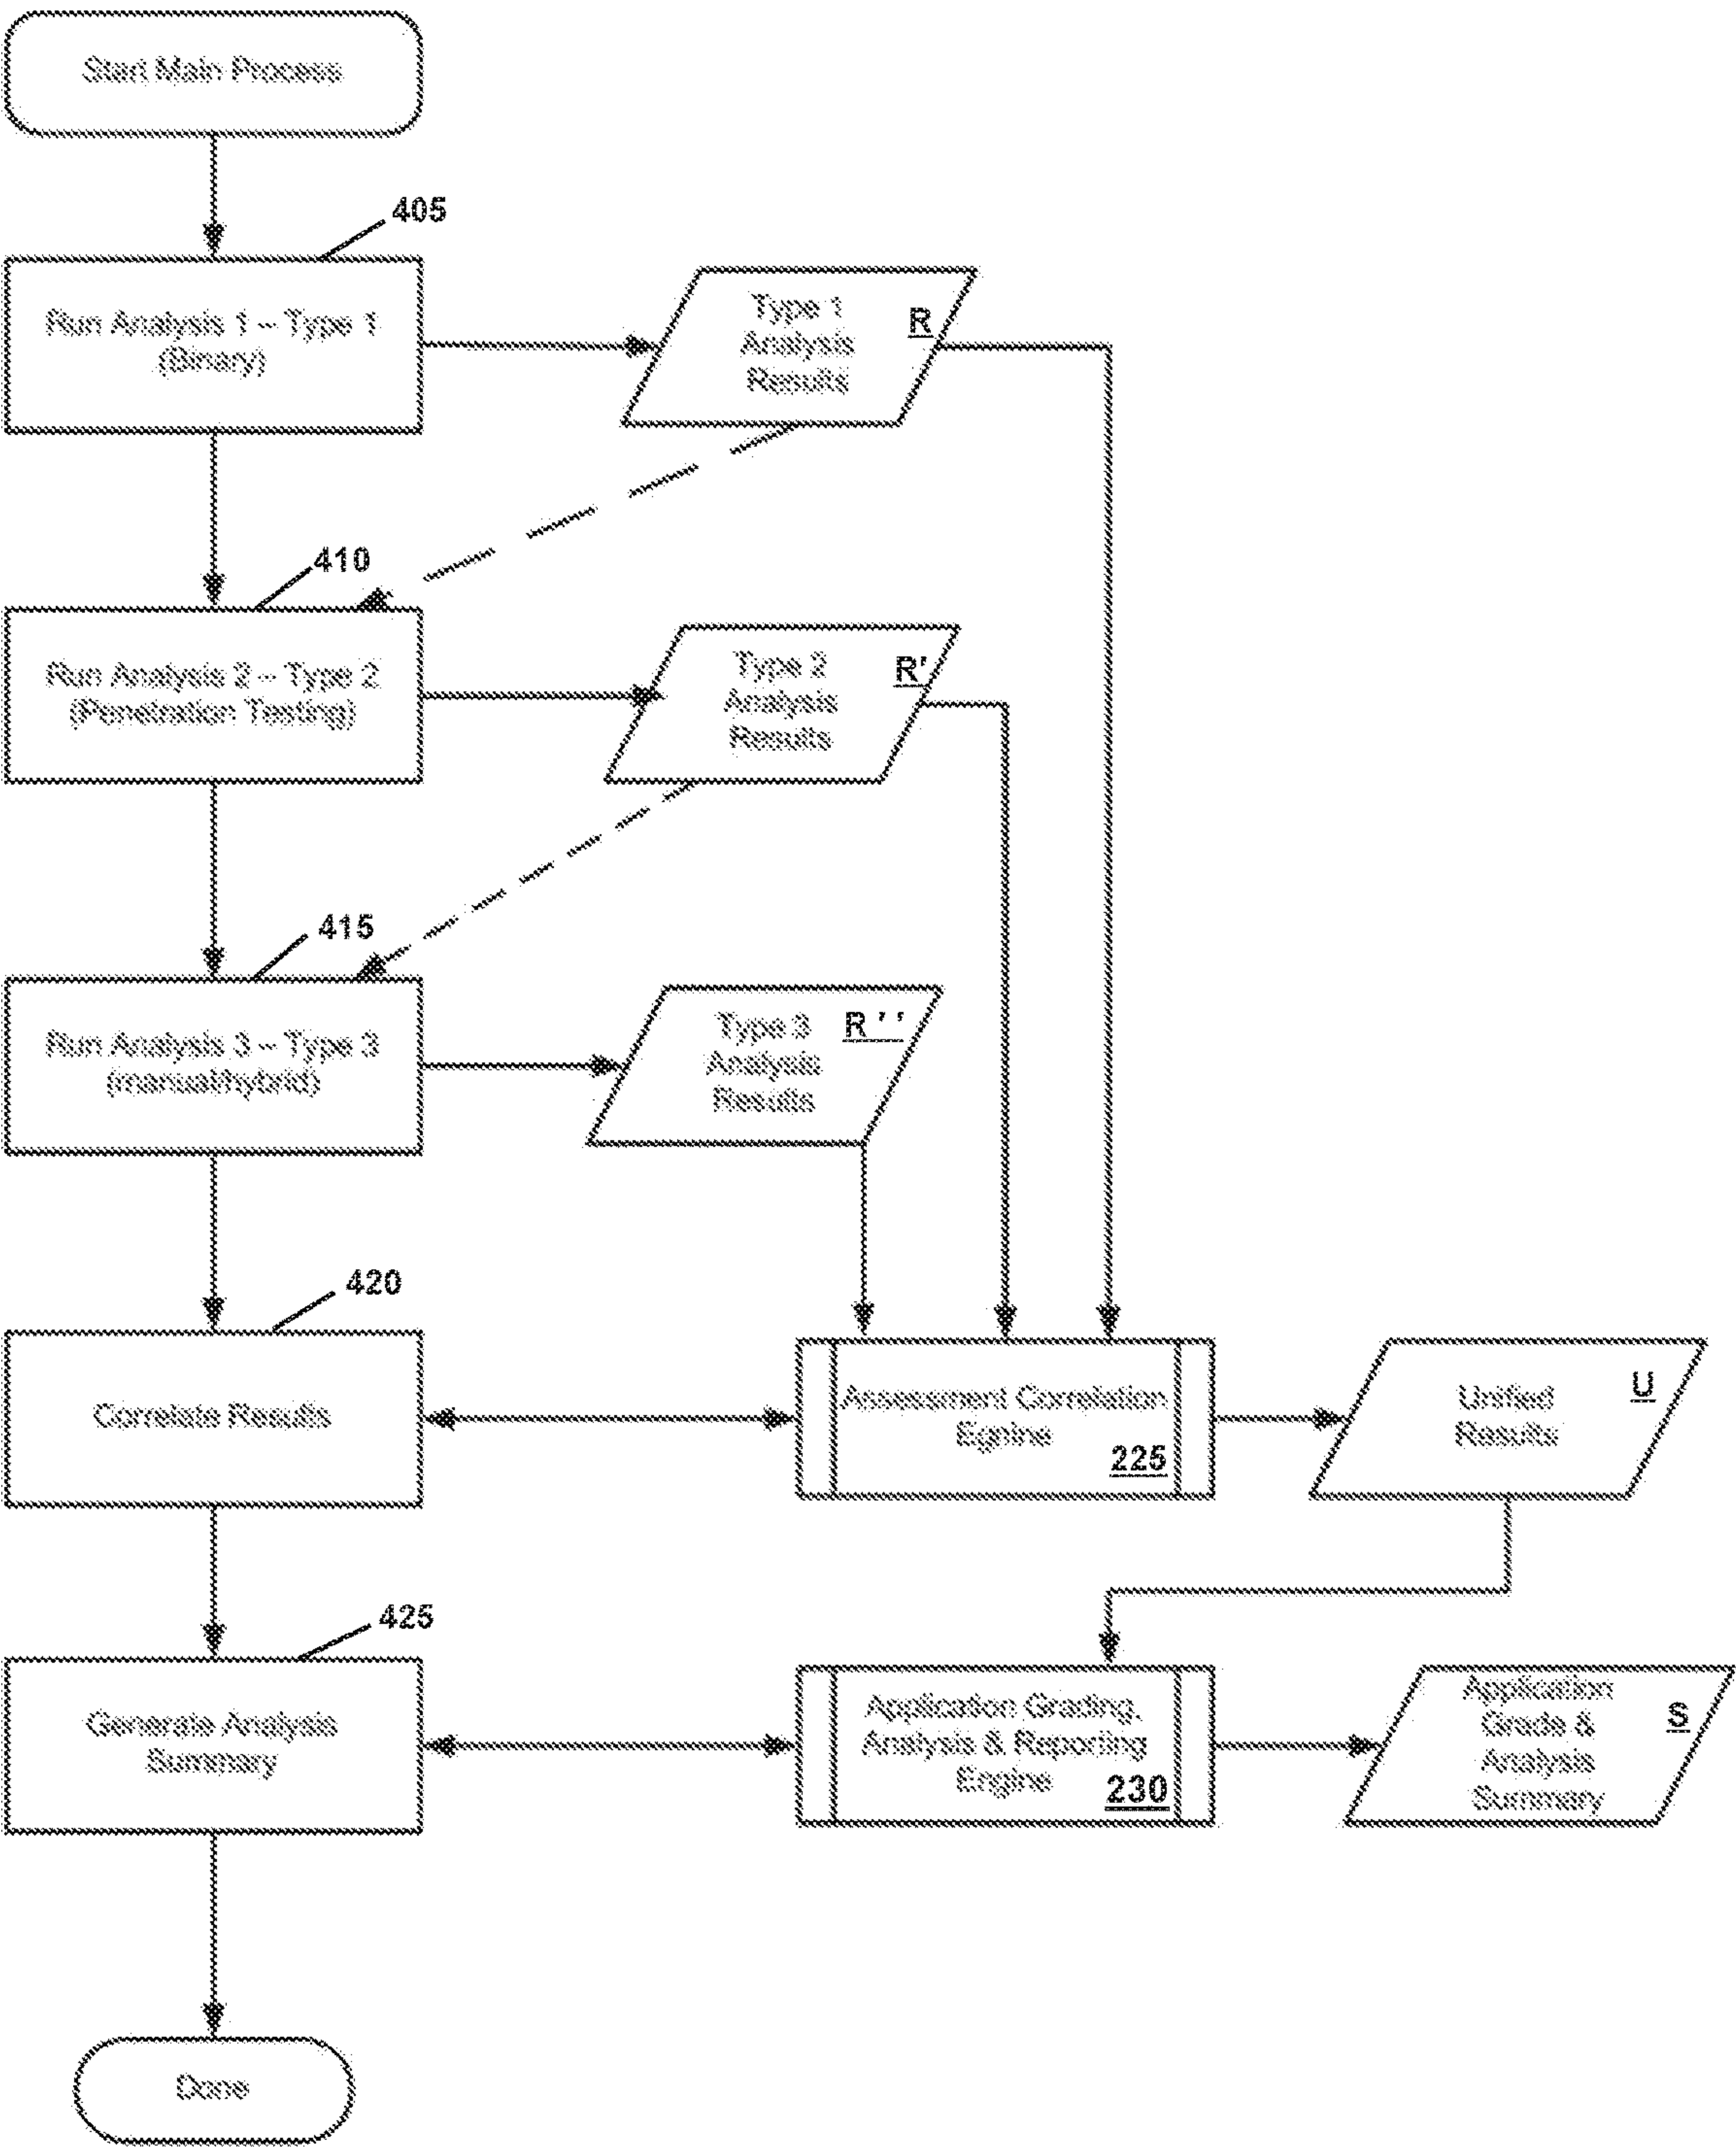 Start Main Process
405
Run Analysis 1 – Type 1
(Binary)
Type 1
Analysis
Results
R
410
Run Analysis 2 – Type 2
(Penetration Testing)
Type 2
Analysis
Results
R'
415
Run Analysis 3 – Type 3
(manual/hybrid)
Type 3
Analysis
Results
R ' '
420
Correlate Results
Assessment Correlation
Egnine
225
Unified
Results
U
425
Generate Analysis
Summary
Application Grading,
Analysis & Reporting
Engine
230
Application
Grade &
Analysis
Summary
S
Done